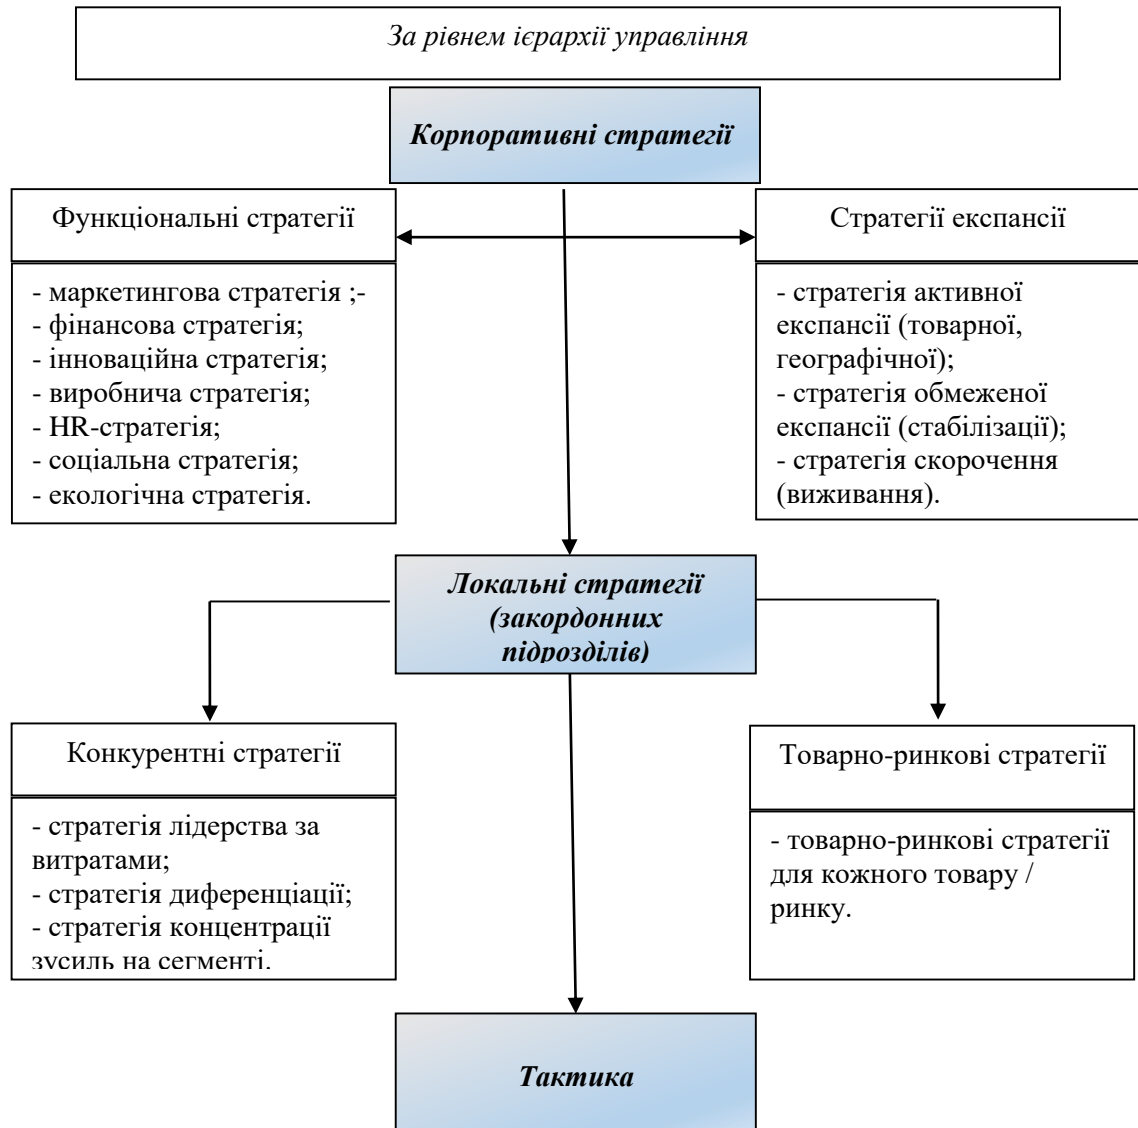 За рівнем ієрархії управління
Корпоративні стратегії
Функціональні стратегії
- маркетингова стратегія ;-
- фінансова стратегія;
- інноваційна стратегія;
- виробнича стратегія;
- HR-стратегія;
- соціальна стратегія;
- екологічна стратегія.
Стратегії експансії
- стратегія активної
експансії (товарної,
географічної);
- стратегія обмеженої
експансії (стабілізації);
- стратегія скорочення
(виживання).
Локальні стратегії
(закордонних
підрозділів)
Конкурентні стратегії
- стратегія лідерства за
витратами;
- стратегія диференціації;
- стратегія концентрації
зусиль на сегменті.
Товарно-ринкові стратегії
- товарно-ринкові стратегії
для кожного товару /
ринку.
Тактика